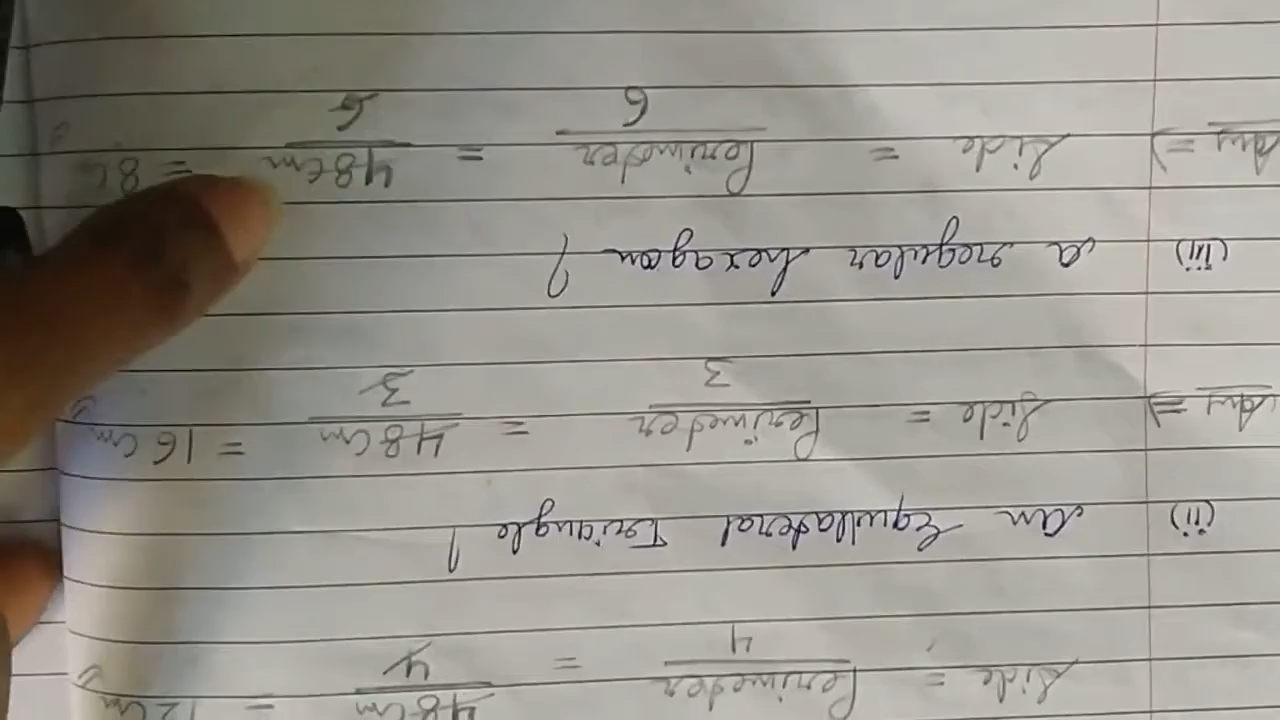 Side = Perimeter / 4 = 48cm / 4 = 12cm
(ii) An Equilateral Triangle ?
Ans => Side = Perimeter / 3 = 48cm / 3 = 16cm
(iii) a regular hexagon ?
Ans => Side = Perimeter / 6 = 48cm / 6 = 8c